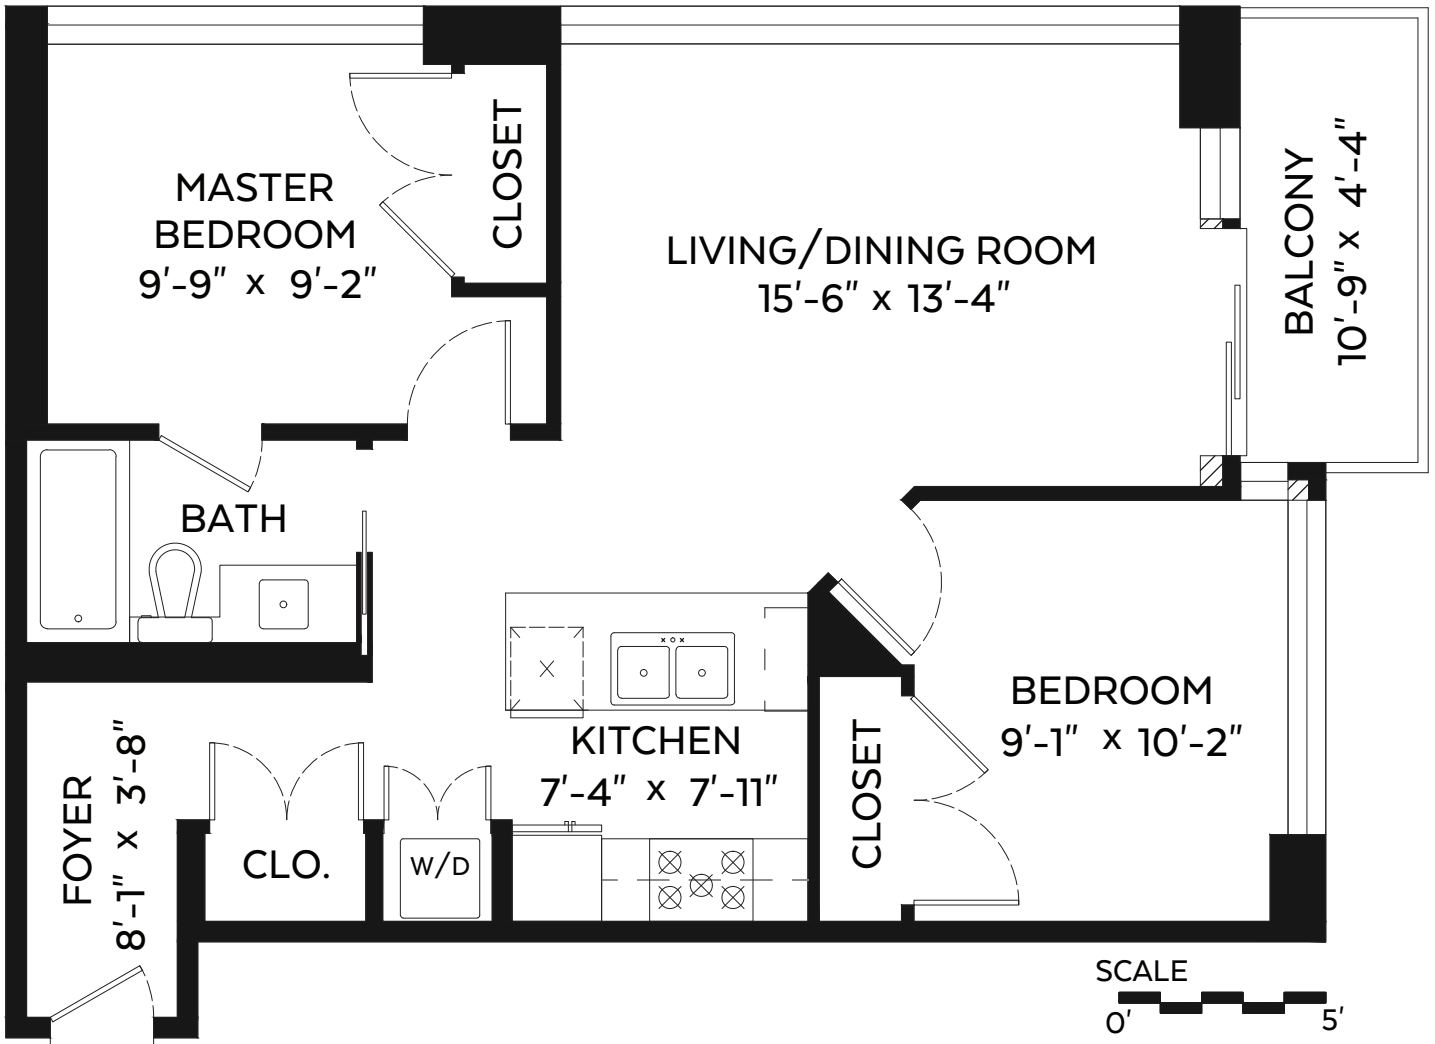 MASTER
BEDROOM
9'-9" x 9'-2"
CLOSET
LIVING/DINING ROOM
15'-6" x 13'-4"
BALCONY
10'-9" x 4'-4"
BATH
KITCHEN
7'-4" x 7'-11"
BEDROOM
9'-1" x 10'-2"
CLOSET
FOYER
8'-1" x 3'-8"
CLO.
W/D
SCALE
0' 5'